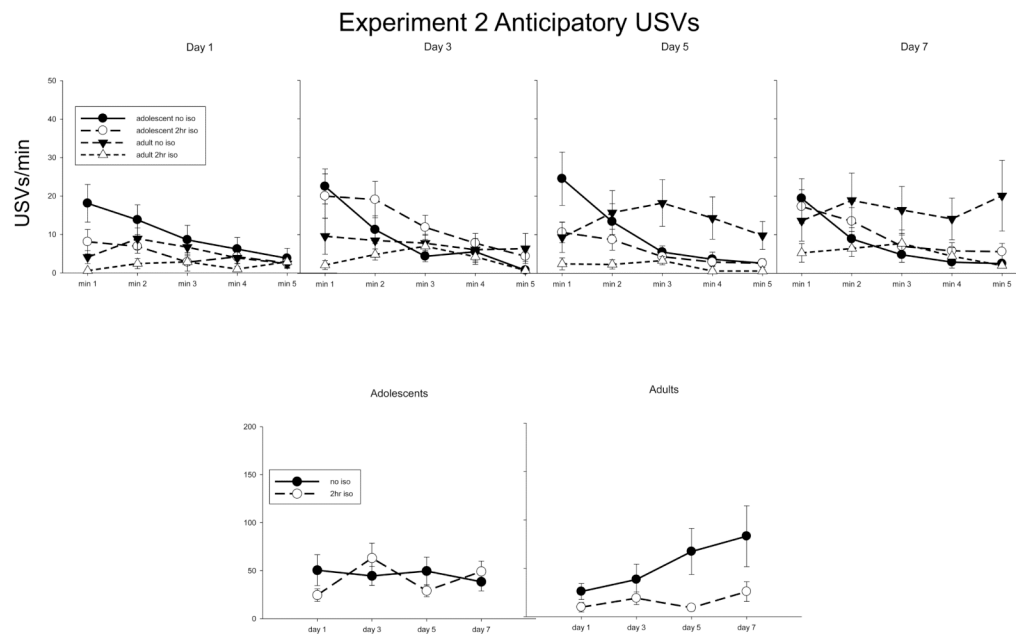 Experiment 2 Anticipatory USVs
Day 1
Day 3
Day 5
Day 7
USVs/min
50
40
30
20
10
0
adolescent no iso
adolescent 2hr iso
adult no iso
adult 2hr iso
min 1 min 2 min 3 min 4 min 5
min 1 min 2 min 3 min 4 min 5
min 1 min 2 min 3 min 4 min 5
min 1 min 2 min 3 min 4 min 5
Adolescents
Adults
200
150
100
50
0
no iso
2hr iso
day 1 day 3 day 5 day 7
day 1 day 3 day 5 day 7